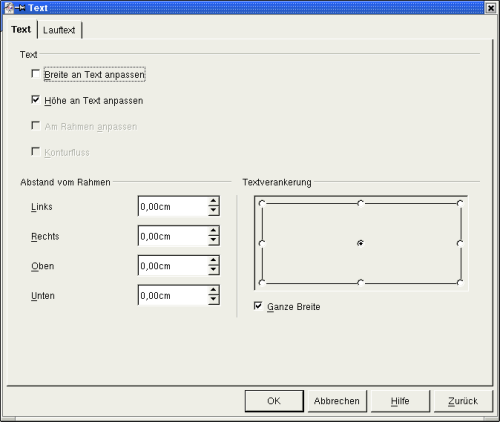 Text
Text Lauftext
Text
Breite an Text anpassen
Höhe an Text anpassen
Am Rahmen anpassen
Konturfluss
Abstand vom Rahmen
Links 0,00cm
Rechts 0,00cm
Oben 0,00cm
Unten 0,00cm
Textverankerung
Ganze Breite
OK Abbrechen Hilfe Zurück